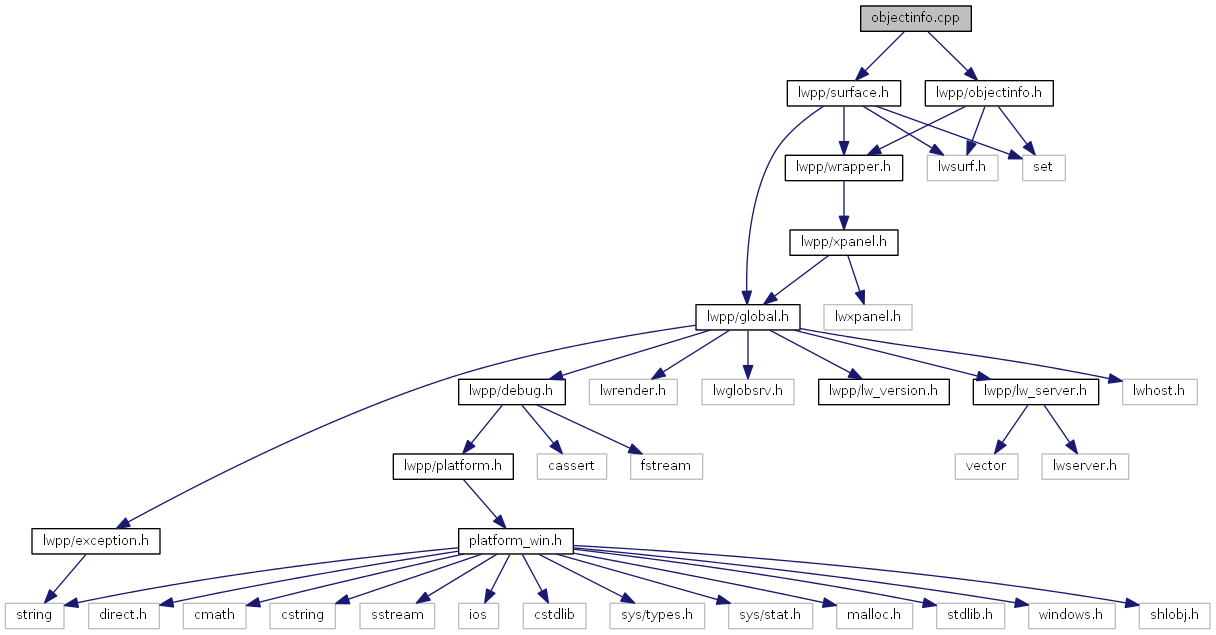 objectinfo.cpp
lwpp/surface.h
lwpp/objectinfo.h
lwpp/wrapper.h
lwsurf.h
set
lwpp/xpanel.h
lwpp/global.h
lwxpanel.h
lwpp/debug.h
lwrender.h
lwglobsrv.h
lwpp/lw_version.h
lwpp/lw_server.h
lwhost.h
lwpp/platform.h
cassert
fstream
vector
lwserver.h
lwpp/exception.h
platform_win.h
string
direct.h
cmath
cstring
sstream
ios
cstdlib
sys/types.h
sys/stat.h
malloc.h
stdlib.h
windows.h
shlobj.h